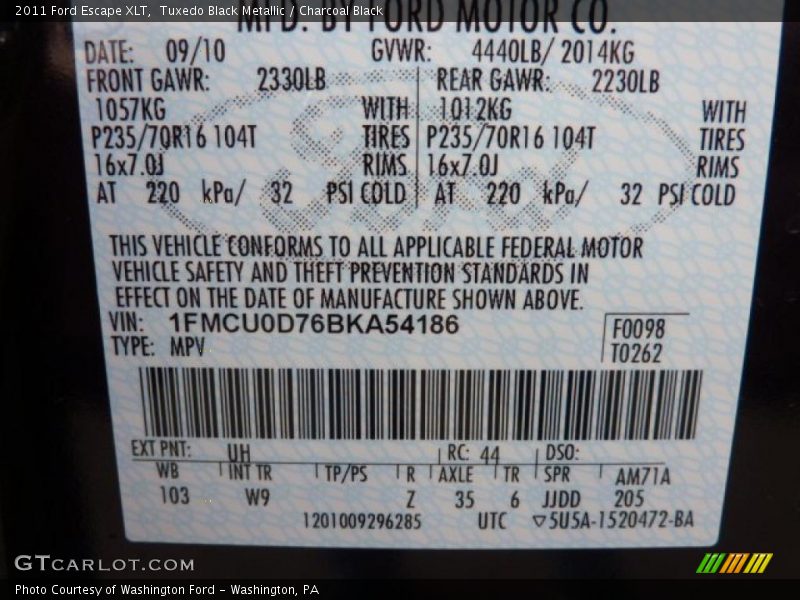 2011 Ford Escape XLT, Tuxedo Black Metallic / Charcoal Black
MFD. BY FORD MOTOR CO.
DATE: 09/10 GVWR: 4440LB/ 2014KG
FRONT GAWR: 2330LB REAR GAWR: 2230LB
1057KG WITH 1012KG WITH
P235/70R16 104T TIRES P235/70R16 104T TIRES
16x7.0J RIMS 16x7.0J RIMS
AT 220 kPa/ 32 PSI COLD AT 220 kPa/ 32 PSI COLD
Ford
THIS VEHICLE CONFORMS TO ALL APPLICABLE FEDERAL MOTOR
VEHICLE SAFETY AND THEFT PREVENTION STANDARDS IN
EFFECT ON THE DATE OF MANUFACTURE SHOWN ABOVE.
VIN: 1FMCU0D76BKA54186 F0098
TYPE: MPV T0262
EXT PNT: UH RC: 44 DSO:
WB INT TR TP/PS R AXLE TR SPR AM71A
103 W9 Z 35 6 JJDD 205
1201009296285 UTC ▽5U5A-1520472-BA
GTCARLOT.COM
Photo Courtesy of Washington Ford - Washington, PA